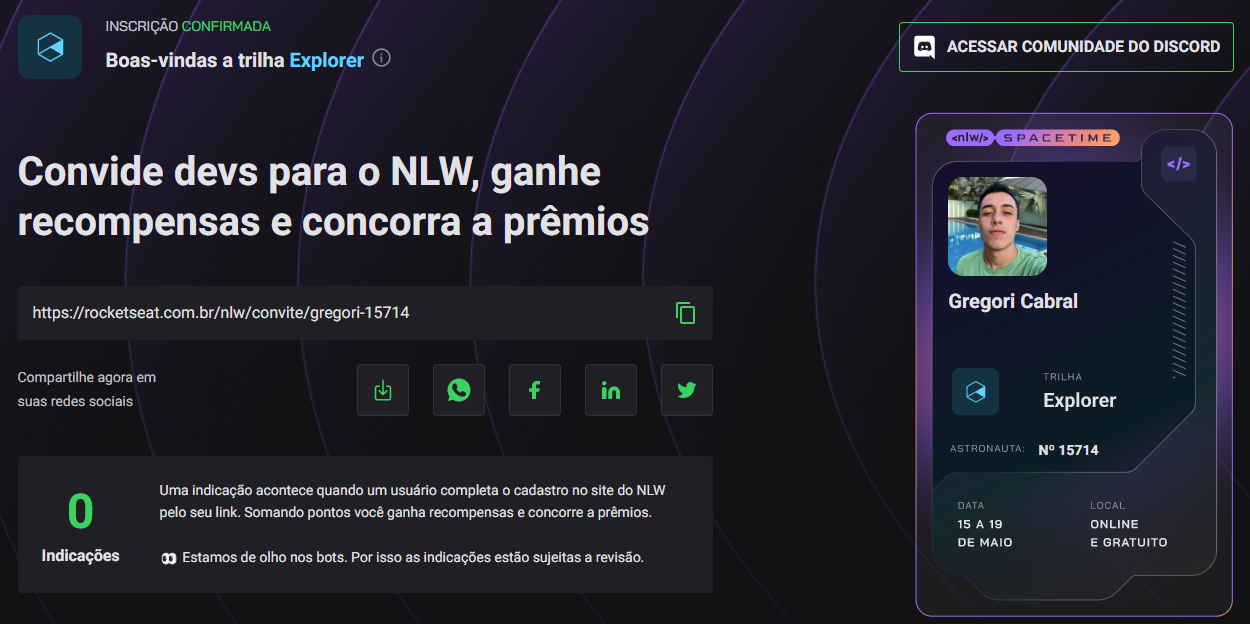 INSCRIÇÃO CONFIRMADA
Boas-vindas a trilha Explorer
ACESSAR COMUNIDADE DO DISCORD
Convide devs para o NLW, ganhe
recompensas e concorra a prêmios
https://rocketseat.com.br/nlw/convite/gregori-15714
Compartilhe agora em
suas redes sociais
0
Indicações
Uma indicação acontece quando um usuário completa o cadastro no site do NLW
pelo seu link. Somando pontos você ganha recompensas e concorre a prêmios.
👀 Estamos de olho nos bots. Por isso as indicações estão sujeitas a revisão.
<nlw/> SPACETIME
</>
Gregori Cabral
TRILHA
Explorer
ASTRONAUTA: Nº 15714
DATA
15 A 19
DE MAIO
LOCAL
ONLINE
E GRATUITO